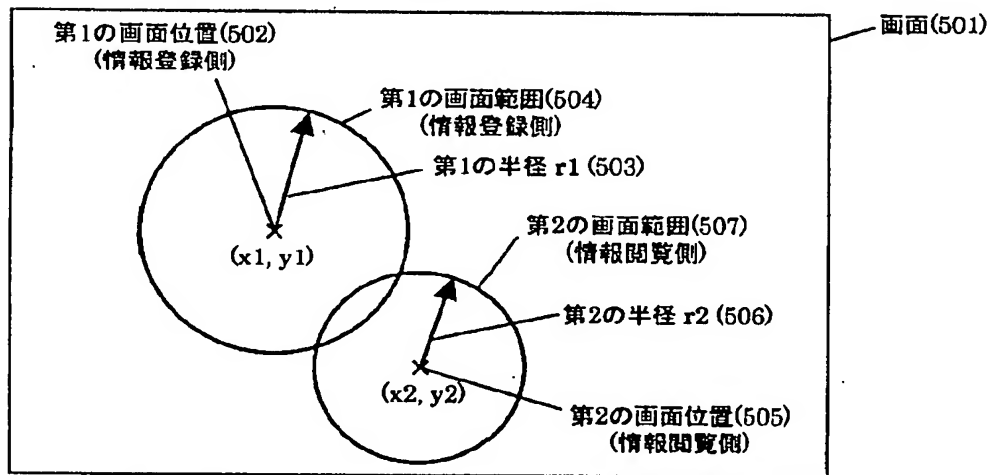 第1の画面位置(502)
(情報登録側)
画面(501)
第1の画面範囲(504)
(情報登録側)
第1の半径 r1 (503)
第2の画面範囲(507)
(情報閲覧側)
(x1, y1)
第2の半径 r2 (506)
(x2, y2)
第2の画面位置(505)
(情報閲覧側)